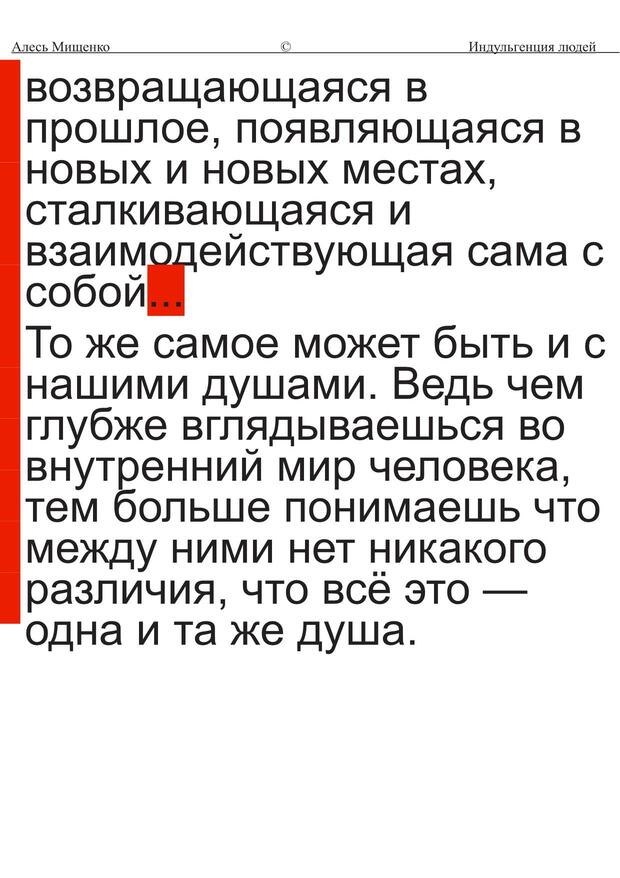 Алесь Мищенко © Индульгенция людей
возвращающаяся в
прошлое, появляющаяся в
новых и новых местах,
сталкивающаяся и
взаимодействующая сама с
собой...
То же самое может быть и с
нашими душами. Ведь чем
глубже вглядываешься во
внутренний мир человека,
тем больше понимаешь что
между ними нет никакого
различия, что всё это —
одна и та же душа.